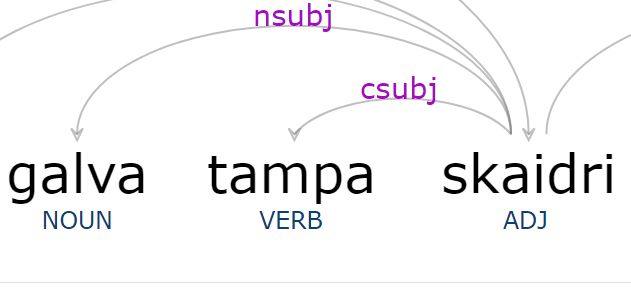 nsubj
csubj
galva tampa skaidri
NOUN VERB ADJ